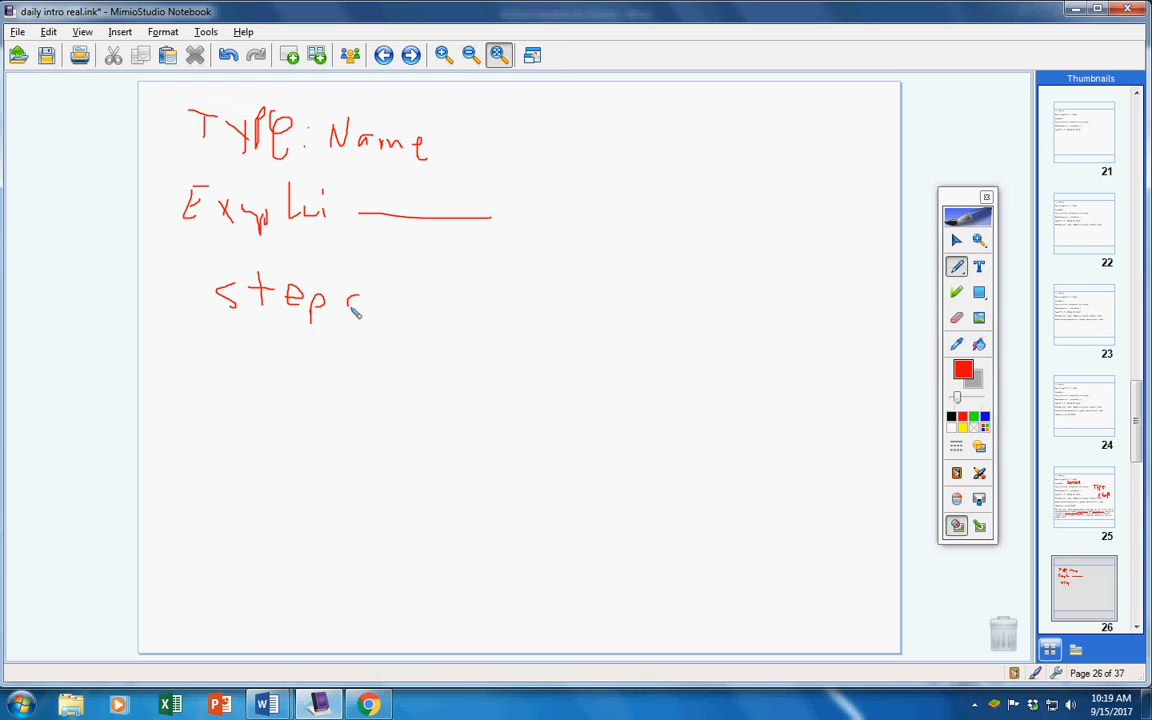 daily intro real.ink* - MimioStudio Notebook
File Edit View Insert Format Tools Help
Thumbnails
TYPE: Name
steps
21
22
23
24
25
26
Page 26 of 37
10:19 AM
9/15/2017